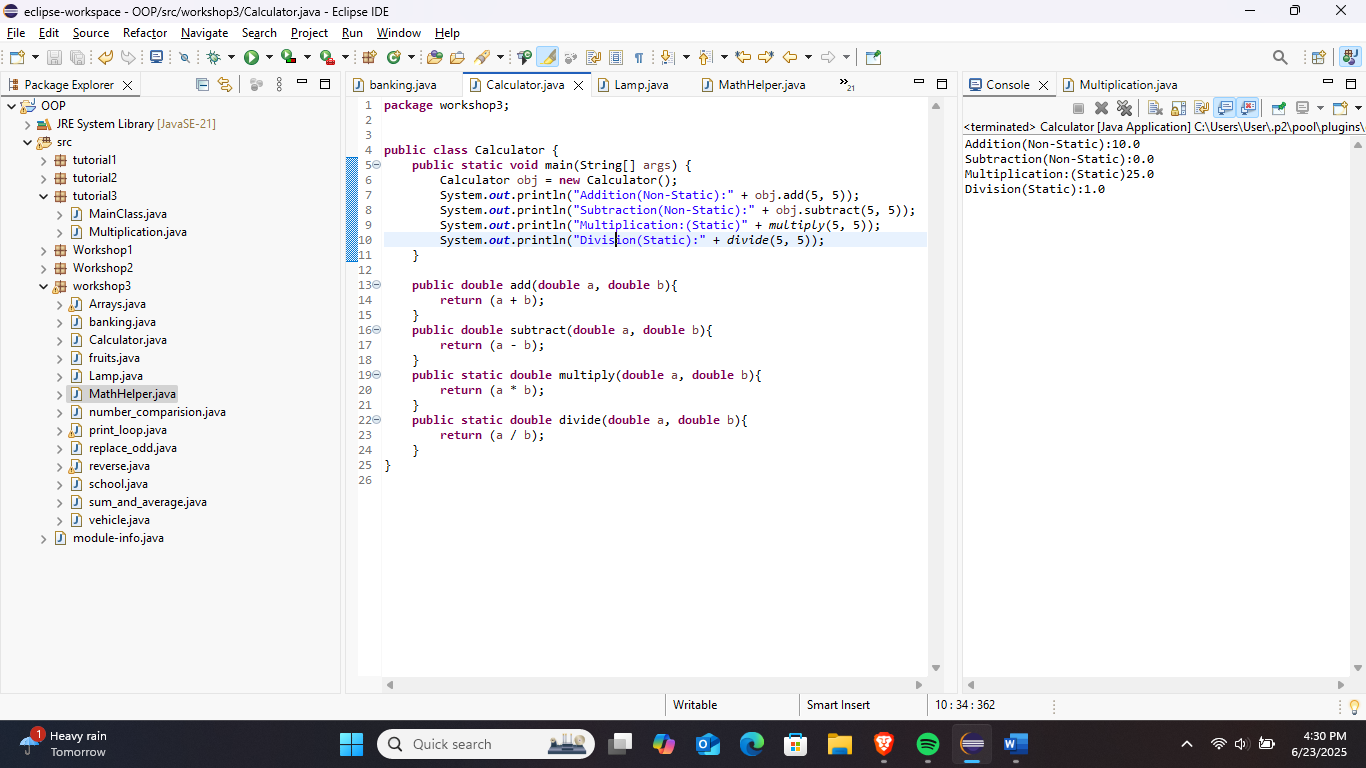 eclipse-workspace - OOP/src/workshop3/Calculator.java - Eclipse IDE
File Edit Source Refactor Navigate Search Project Run Window Help
Package Explorer
OOP
JRE System Library [JavaSE-21]
src
tutorial1
tutorial2
tutorial3
MainClass.java
Multiplication.java
Workshop1
Workshop2
workshop3
Arrays.java
banking.java
Calculator.java
fruits.java
Lamp.java
MathHelper.java
number_comparision.java
print_loop.java
replace_odd.java
reverse.java
school.java
sum_and_average.java
vehicle.java
module-info.java
banking.java Calculator.java Lamp.java MathHelper.java »21
1 package workshop3;
2
3
4 public class Calculator {
5 public static void main(String[] args) {
6 Calculator obj = new Calculator();
7 System.out.println("Addition(Non-Static):" + obj.add(5, 5));
8 System.out.println("Subtraction(Non-Static):" + obj.subtract(5, 5));
9 System.out.println("Multiplication:(Static)" + multiply(5, 5));
10 System.out.println("Division(Static):" + divide(5, 5));
11 }
12
13 public double add(double a, double b){
14 return (a + b);
15 }
16 public double subtract(double a, double b){
17 return (a - b);
18 }
19 public static double multiply(double a, double b){
20 return (a * b);
21 }
22 public static double divide(double a, double b){
23 return (a / b);
24 }
25 }
26
Console Multiplication.java
<terminated> Calculator [Java Application] C:\Users\User\.p2\pool\plugins\
Addition(Non-Static):10.0
Subtraction(Non-Static):0.0
Multiplication:(Static)25.0
Division(Static):1.0
Writable Smart Insert 10 : 34 : 362
1
Heavy rain
Tomorrow
Quick search
4:30 PM
6/23/2025